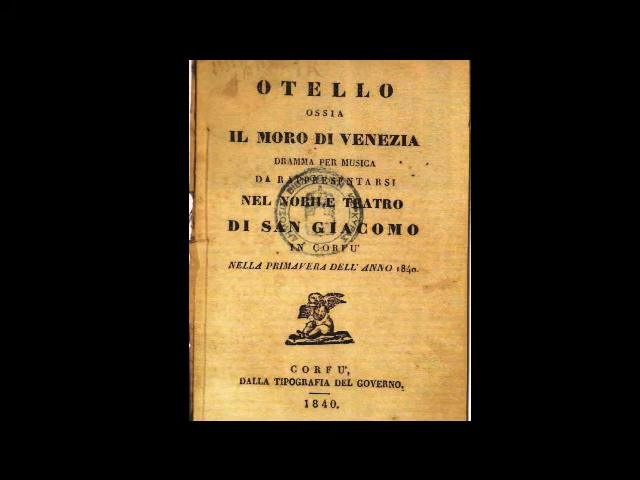 OTELLO
OSSIA
IL MORO DI VENEZIA
DRAMMA PER MUSICA
DA RAPPRESENTARSI
NEL NOBILE TEATRO
DI SAN GIACOMO
IN CORFU'
NELLA PRIMAVERA DELL' ANNO 1840.
CORFU',
DALLA TIPOGRAFIA DEL GOVERNO.
1840.